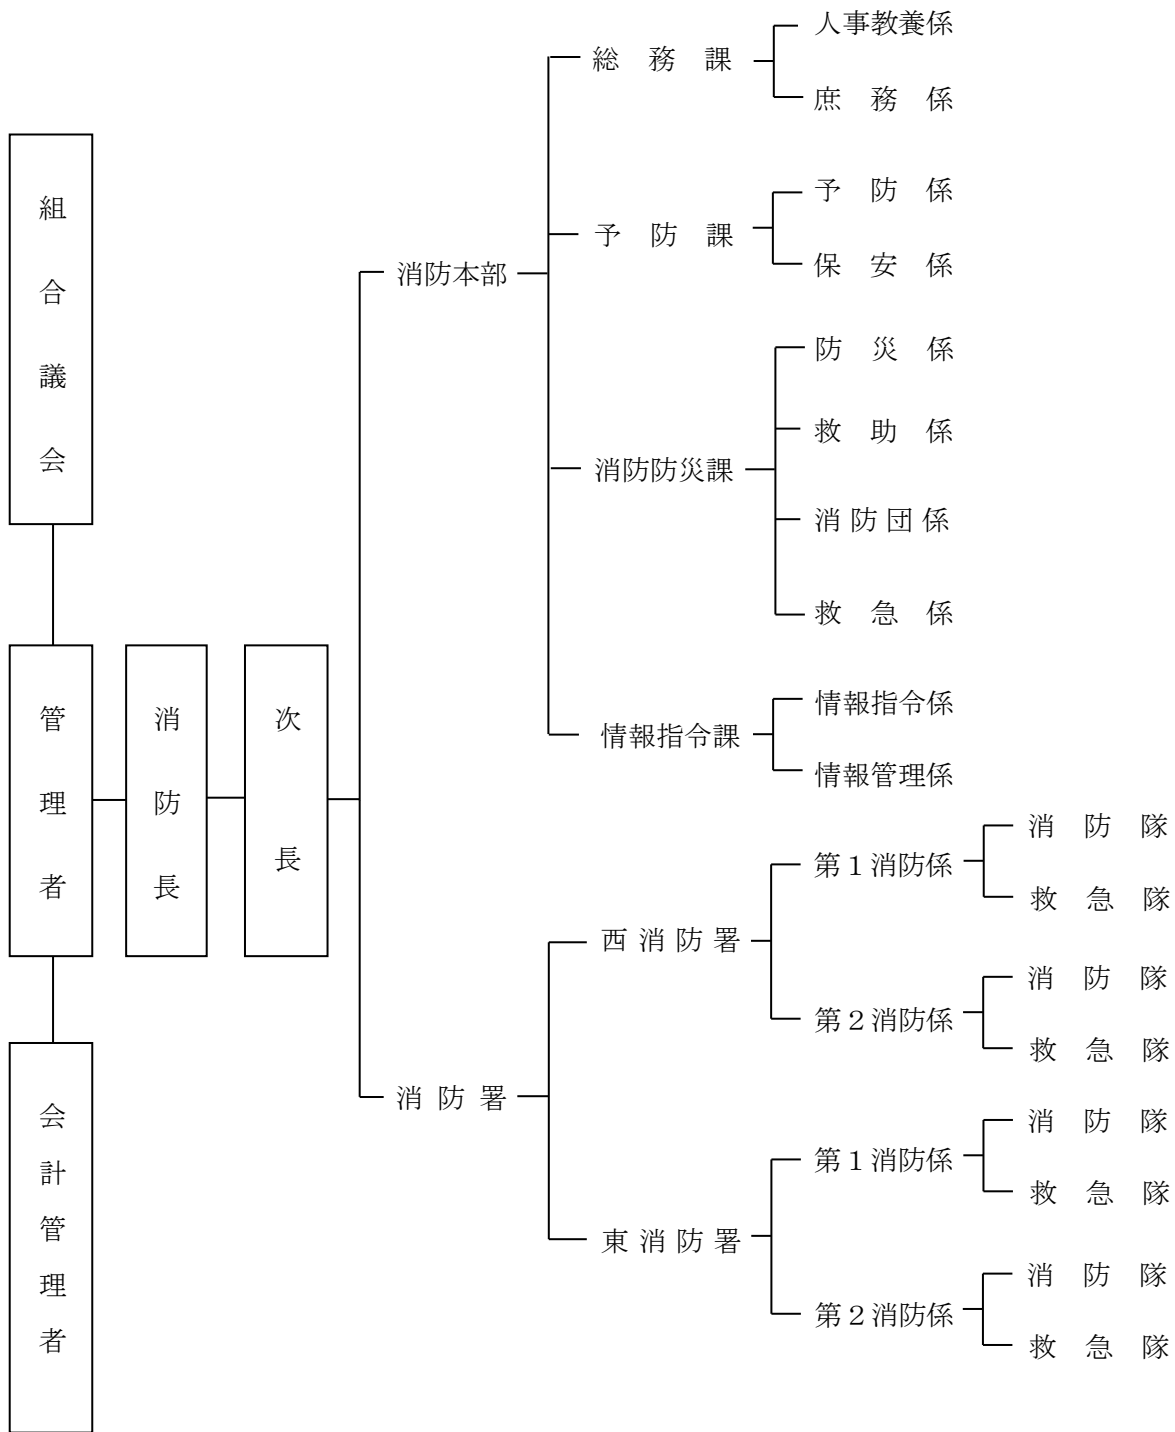 組合議会
管理者
会計管理者
消防長
次長
消防本部
総務課
人事教養係
庶務係
予防課
予防係
保安係
消防防災課
防災係
救助係
消防団係
救急係
情報指令課
情報指令係
情報管理係
消防署
西消防署
第１消防係
消防隊
救急隊
第２消防係
消防隊
救急隊
東消防署
第１消防係
消防隊
救急隊
第２消防係
消防隊
救急隊